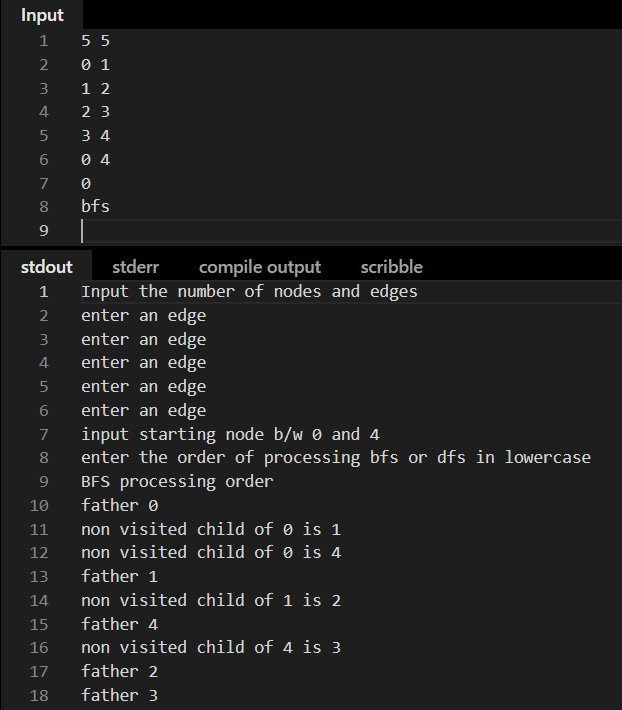 Input
1 5 5
2 0 1
3 1 2
4 2 3
5 3 4
6 0 4
7 0
8 bfs
9
stdout stderr compile output scribble
1 Input the number of nodes and edges
2 enter an edge
3 enter an edge
4 enter an edge
5 enter an edge
6 enter an edge
7 input starting node b/w 0 and 4
8 enter the order of processing bfs or dfs in lowercase
9 BFS processing order
10 father 0
11 non visited child of 0 is 1
12 non visited child of 0 is 4
13 father 1
14 non visited child of 1 is 2
15 father 4
16 non visited child of 4 is 3
17 father 2
18 father 3